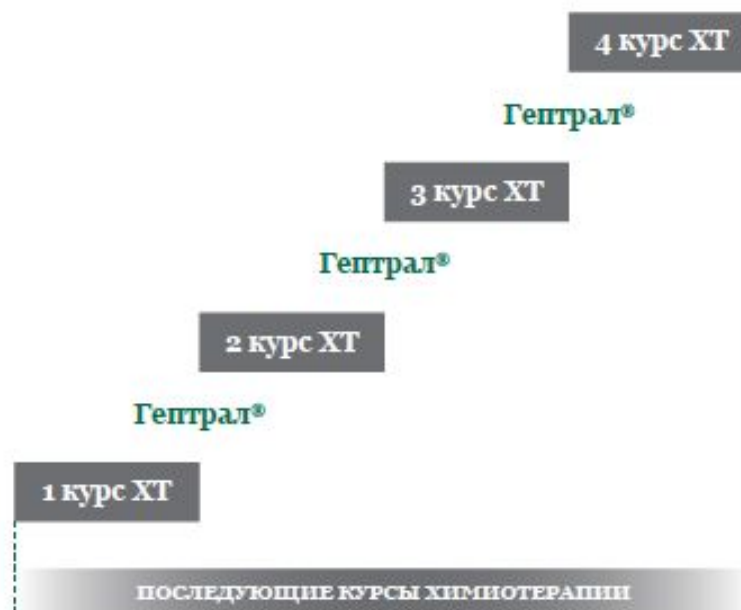 4 курс ХТ
Гептрал®
3 курс ХТ
Гептрал®
2 курс ХТ
Гептрал®
1 курс ХТ
ПОСЛЕДУЮЩИЕ КУРСЫ ХИМИОТЕРАПИИ